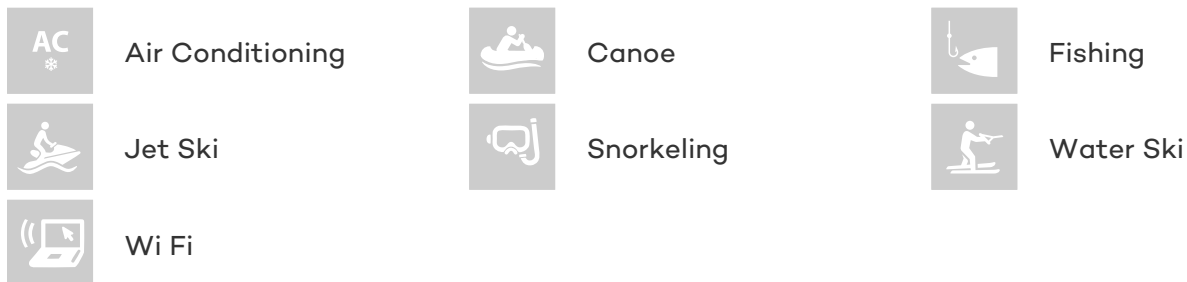 AC
Air Conditioning
Canoe
Fishing
Jet Ski
Snorkeling
Water Ski
Wi Fi